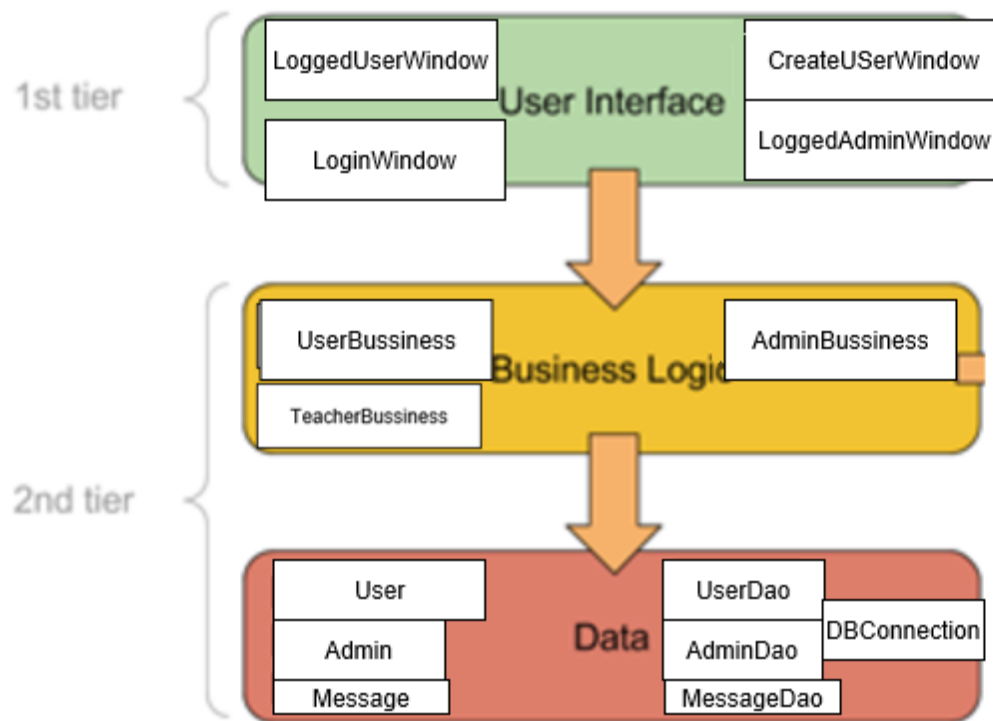 1st tier
LoggedUserWindow
CreateUSerWindow
User Interface
LoginWindow
LoggedAdminWindow
2nd tier
UserBussiness
AdminBussiness
Business Logic
TeacherBussiness
User
UserDao
DBConnection
Data
Admin
AdminDao
Message
MessageDao